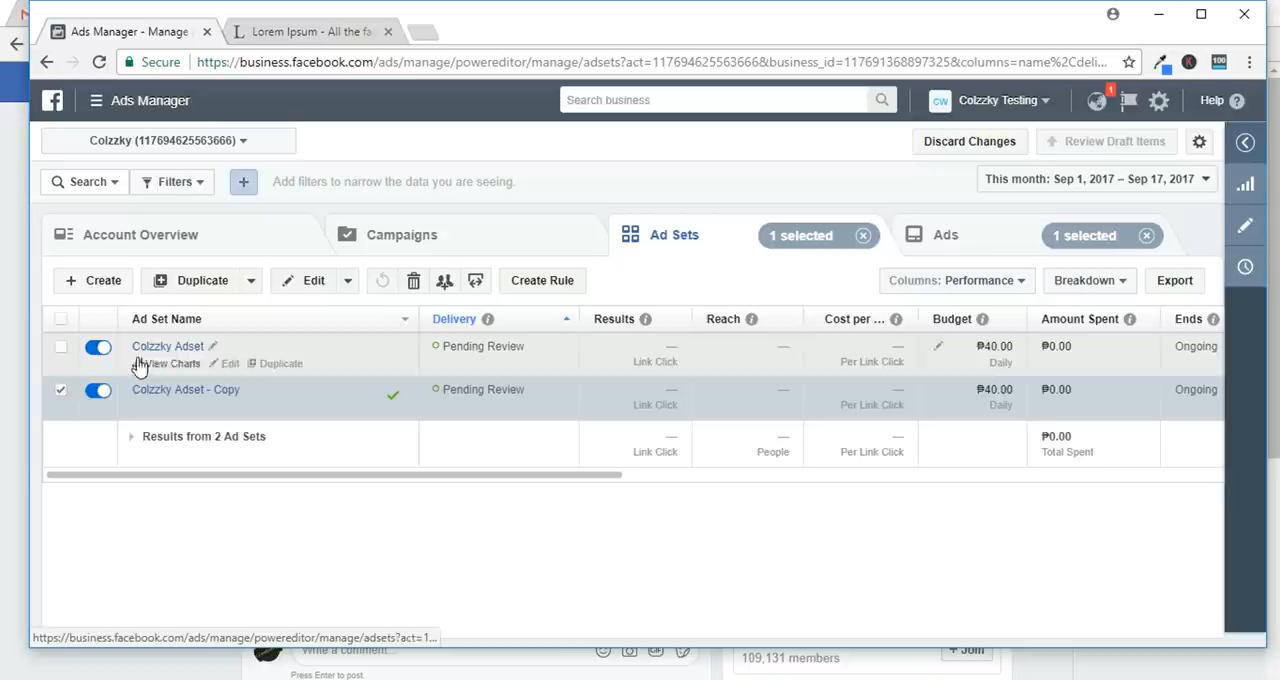 Ads Manager - Manage
Lorem Ipsum - All the fa
Secure
https://business.facebook.com/ads/manage/powereditor/manage/adsets?act=117694625563666&business_id=117691368897325&columns=name%2Cdeli...
100
Ads Manager
Search business
CW
Colzzky Testing
1
Help
Colzzky (117694625563666)
Discard Changes
Review Draft Items
Search
Filters
Add filters to narrow the data you are seeing.
This month: Sep 1, 2017 – Sep 17, 2017
Account Overview
Campaigns
Ad Sets
1 selected
Ads
1 selected
+ Create
Duplicate
Edit
Create Rule
Columns: Performance
Breakdown
Export
Ad Set Name
Delivery
Results
Reach
Cost per ...
Budget
Amount Spent
Ends
Colzzky Adset
Pending Review
—
—
—
₱40.00
₱0.00
Ongoing
View Charts
Edit
Duplicate
Link Click
Per Link Click
Daily
Colzzky Adset - Copy
Pending Review
—
—
—
₱40.00
₱0.00
Ongoing
Link Click
Per Link Click
Daily
Results from 2 Ad Sets
—
—
—
₱0.00
Link Click
People
Per Link Click
Total Spent
https://business.facebook.com/ads/manage/powereditor/manage/adsets?act=1...
Write a comment...
Press Enter to post.
109,131 members
+ Join